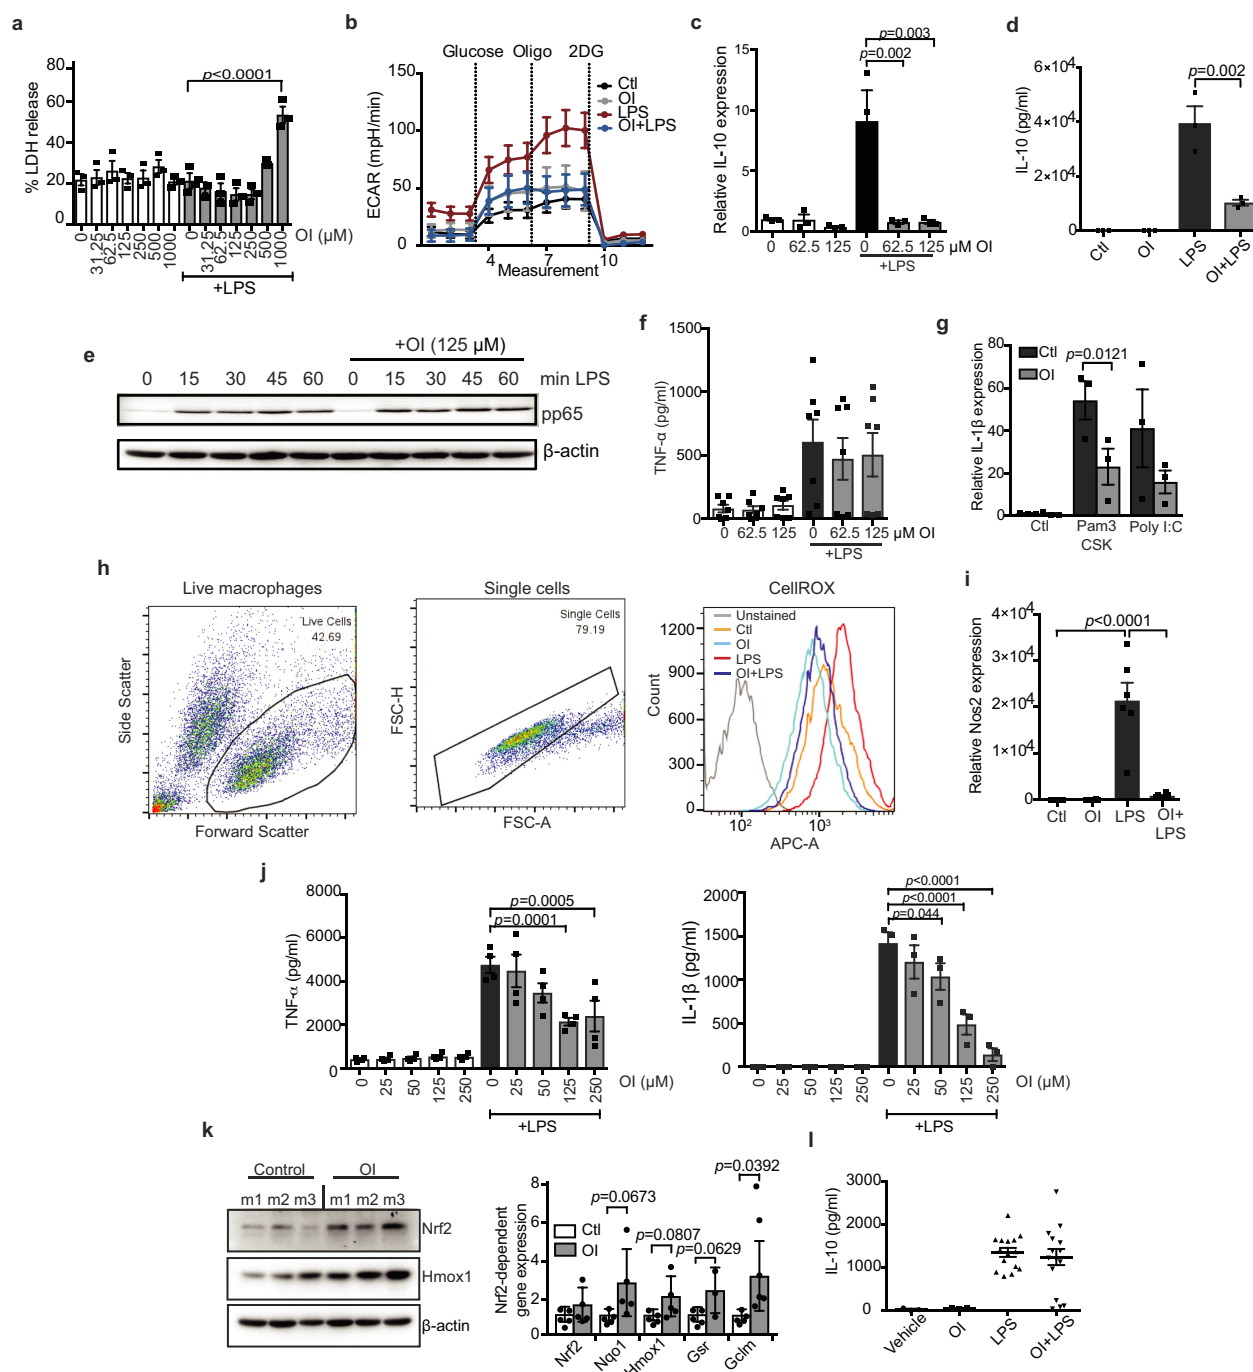 a
p<0.0001
% LDH release
80
60
40
20
0
0
31.25
62.5
125
250
500
1000
0
31.25
62.5
125
250
500
1000
OI (µM)
+LPS
b
Glucose
Oligo
2DG
ECAR (mpH/min)
150
100
50
0
4
7
10
Measurement
Ctl
OI
LPS
OI+LPS
c
p=0.003
p=0.002
Relative IL-10 expression
15
10
5
0
0
62.5
125
0
62.5
125
µM OI
+LPS
d
p=0.002
IL-10 (pg/ml)
6×10⁴
4×10⁴
2×10⁴
0
Ctl
OI
LPS
OI+LPS
e
+OI (125 µM)
0 15 30 45 60 0 15 30 45 60 min LPS
pp65
β-actin
f
TNF-α (pg/ml)
1500
1000
500
0
0 62.5 125 0 62.5 125 µM OI
+LPS
g
Ctl
OI
p=0.0121
Relative IL-1β expression
80
60
40
20
0
Ctl
Pam3
CSK
Poly I:C
h
Live macrophages
Live Cells
42.69
Side Scatter
Forward Scatter
Single cells
Single Cells
79.19
FSC-H
FSC-A
CellROX
Unstained
Ctl
OI
LPS
OI+LPS
Count
1200
900
600
300
0
10²
10³
APC-A
i
p<0.0001
Relative Nos2 expression
4×10⁴
3×10⁴
2×10⁴
1×10⁴
0
Ctl
OI
LPS
OI+
LPS
j
p=0.0005
p=0.0001
TNF-α (pg/ml)
8000
6000
4000
2000
0
0
25
50
125
250
0
25
50
125
250
OI (µM)
+LPS
p<0.0001
p<0.0001
p=0.044
IL-1β (pg/ml)
2000
1500
1000
500
0
0
25
50
125
250
0
25
50
125
250
OI (µM)
+LPS
k
Control OI
m1 m2 m3 m1 m2 m3
Nrf2
Hmox1
β-actin
p=0.0392
p=0.0673
p=0.0807
p=0.0629
Ctl
OI
Nrf2-dependent
gene expression
8
6
4
2
0
Nrf2
Nqo1
Hmox1
Gsr
Gclm
l
IL-10 (pg/ml)
3000
2000
1000
0
Vehicle
OI
LPS
OI+LPS